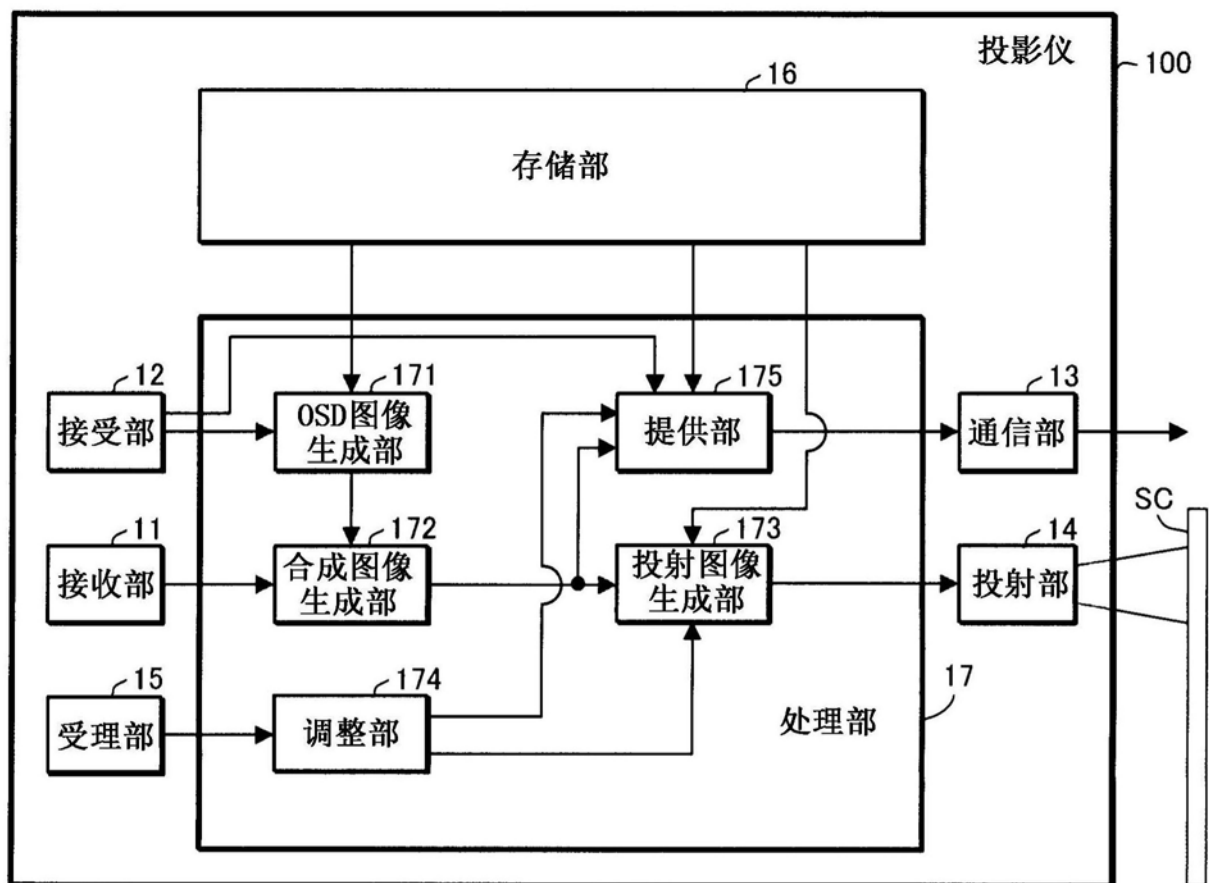 投影仪
100
16
存储部
12
接受部
171
OSD图像
生成部
175
提供部
13
通信部
11
接收部
172
合成图像
生成部
173
投射图像
生成部
14
投射部
SC
15
受理部
174
调整部
处理部
17